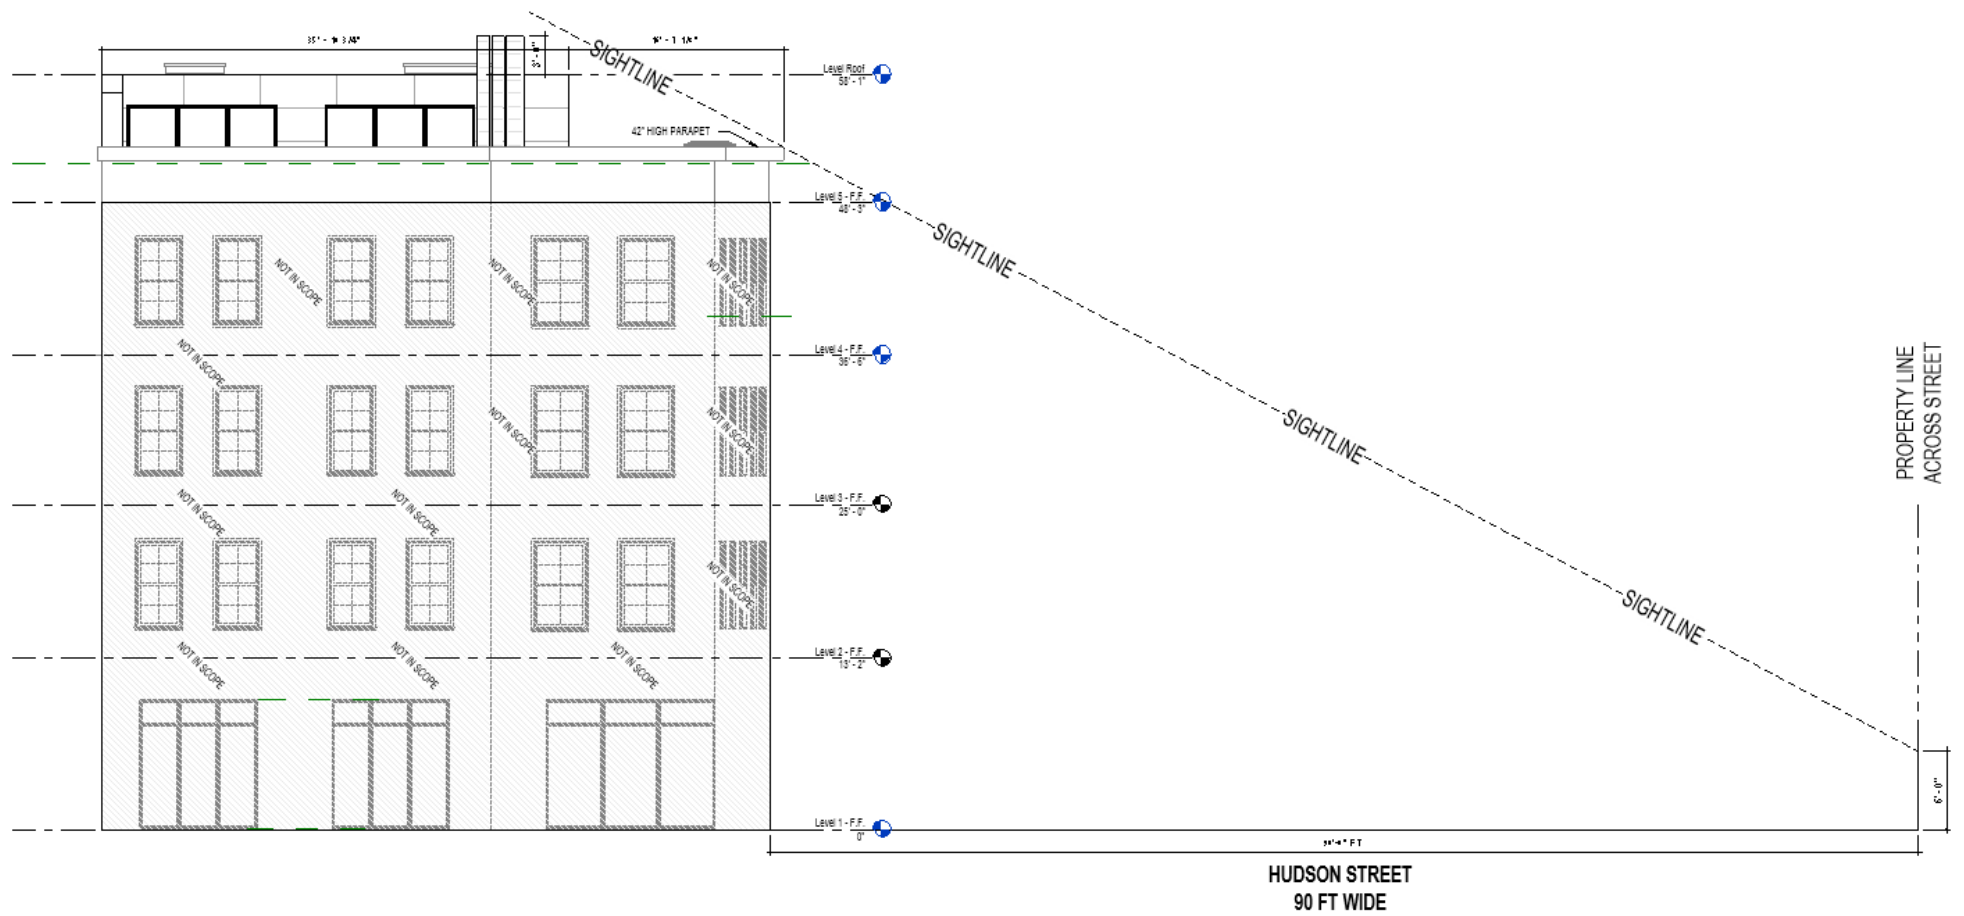 3'-0"
SIGHTLINE
Level Roof
58'-1"
42" HIGH PARAPET
Level 5 - F.F.
48'-3"
SIGHTLINE
NOT IN SCOPE
NOT IN SCOPE
NOT IN SCOPE
NOT IN SCOPE
Level 4 - F.F.
36'-6"
PROPERTY LINE
ACROSS STREET
NOT IN SCOPE
NOT IN SCOPE
SIGHTLINE
NOT IN SCOPE
NOT IN SCOPE
Level 3 - F.F.
25'-0"
NOT IN SCOPE
SIGHTLINE
NOT IN SCOPE
NOT IN SCOPE
NOT IN SCOPE
Level 2 - F.F.
13'-2"
6'-0"
Level 1 - F.F.
0"
HUDSON STREET
90 FT WIDE